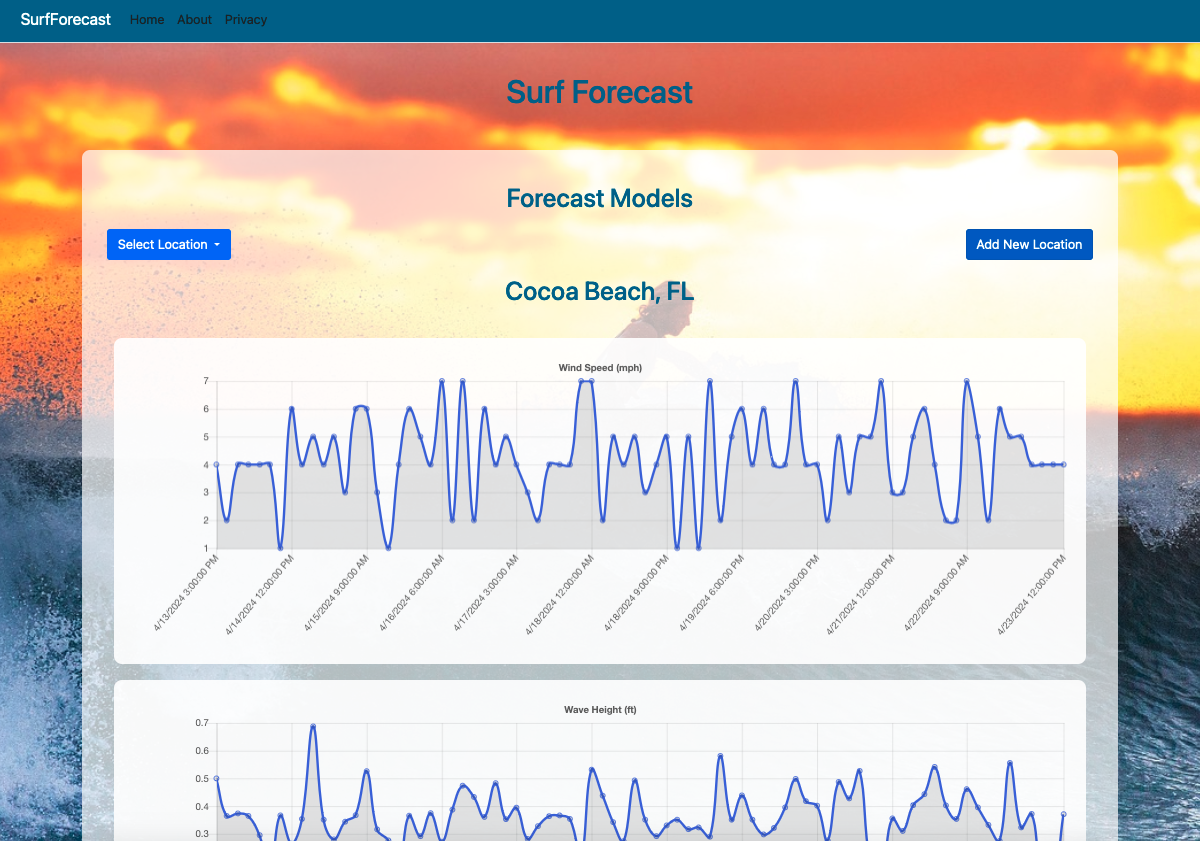 SurfForecast Home About Privacy
Surf Forecast
Forecast Models
Select Location
Add New Location
Cocoa Beach, FL
Wind Speed (mph)
7
6
5
4
3
2
1
4/13/2024 3:00:00 PM
4/14/2024 12:00:00 PM
4/15/2024 9:00:00 AM
4/16/2024 6:00:00 AM
4/17/2024 3:00:00 AM
4/18/2024 12:00:00 AM
4/18/2024 9:00:00 PM
4/19/2024 6:00:00 PM
4/20/2024 3:00:00 PM
4/21/2024 12:00:00 PM
4/22/2024 9:00:00 AM
4/23/2024 12:00:00 PM
Wave Height (ft)
0.7
0.6
0.5
0.4
0.3